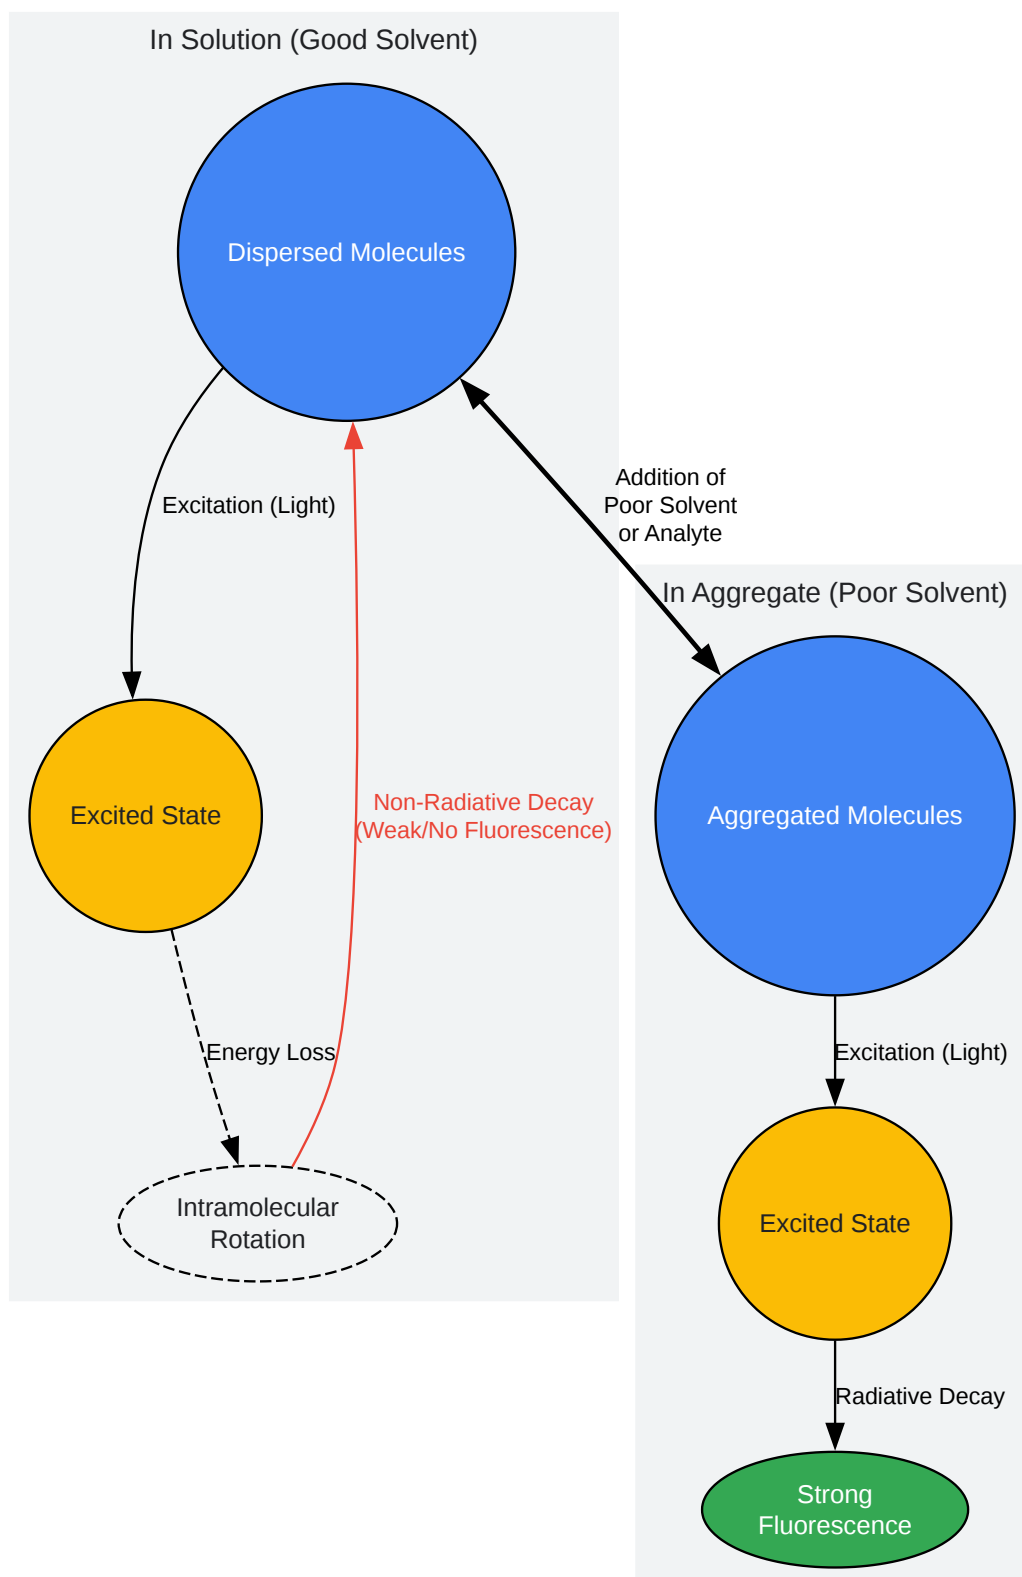 In Solution (Good Solvent)
Dispersed Molecules
Excitation (Light)
Addition of
Poor Solvent
or Analyte
In Aggregate (Poor Solvent)
Excited State
Non-Radiative Decay
(Weak/No Fluorescence)
Aggregated Molecules
Energy Loss
Excitation (Light)
Intramolecular
Rotation
Excited State
Radiative Decay
Strong
Fluorescence